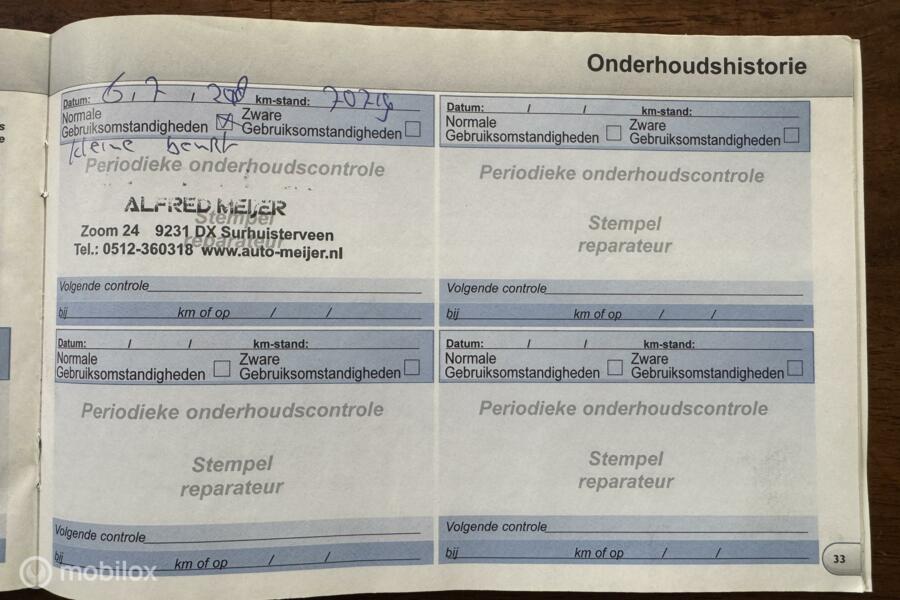 Onderhoudshistorie
Datum: 6, 7, km-stand:
Normale Gebruiksomstandigheden Zware Gebruiksomstandigheden
kleine beurt
Periodieke onderhoudscontrole
Stempel
reparateur
ALFRED MEIJER
Zoom 24 9231 DX Surhuisterveen
Tel.: 0512-360318 www.auto-meijer.nl
Volgende controle
bij km of op / /
Datum: / / km-stand:
Normale Gebruiksomstandigheden Zware Gebruiksomstandigheden
Periodieke onderhoudscontrole
Stempel
reparateur
Volgende controle
bij km of op / /
Datum: / / km-stand:
Normale Gebruiksomstandigheden Zware Gebruiksomstandigheden
Periodieke onderhoudscontrole
Stempel
reparateur
Volgende controle
bij km of op / /
Datum: / / km-stand:
Normale Gebruiksomstandigheden Zware Gebruiksomstandigheden
Periodieke onderhoudscontrole
Stempel
reparateur
Volgende controle
bij km of op / /
33
mobilox